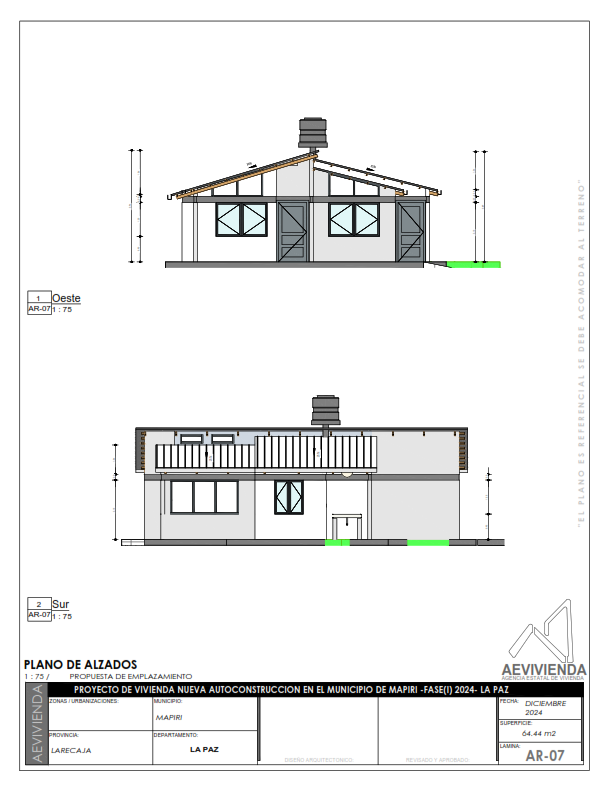 1
Oeste
AR-07
1 : 75
"EL PLANO ES REFERENCIAL SE DEBE ACOMODAR AL TERRENO"
2
Sur
AR-07
1 : 75
PLANO DE ALZADOS
1 : 75 /
PROPUESTA DE EMPLAZAMIENTO
AEVIVIENDA
AGENCIA ESTATAL DE VIVIENDA
AEVIVIENDA
PROYECTO DE VIVIENDA NUEVA AUTOCONSTRUCCION EN EL MUNICIPIO DE MAPIRI -FASE(I) 2024- LA PAZ
ZONAS / URBANIZACIONES:
MUNICIPIO:
MAPIRI
PROVINCIA:
LARECAJA
DEPARTAMENTO:
LA PAZ
DISEÑO ARQUITECTONICO:
REVISADO Y APROBADO:
FECHA:
DICIEMBRE
2024
SUPERFICIE:
64.44 m2
LAMINA:
AR-07